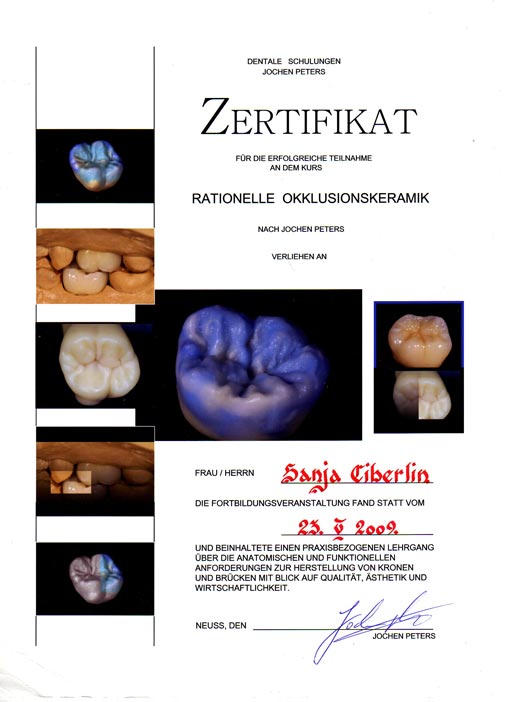 DENTALE SCHULUNGEN
JOCHEN PETERS
ZERTIFIKAT
FÜR DIE ERFOLGREICHE TEILNAHME
AN DEM KURS
RATIONELLE OKKLUSIONSKERAMIK
NACH JOCHEN PETERS
VERLIEHEN AN
FRAU / HERRN Sanja Ciberlin
DIE FORTBILDUNGSVERANSTALTUNG FAND STATT VOM
23. V 2009.
UND BEINHALTETE EINEN PRAXISBEZOGENEN LEHRGANG
ÜBER DIE ANATOMISCHEN UND FUNKTIONELLEN
ANFORDERUNGEN ZUR HERSTELLUNG VON KRONEN
UND BRÜCKEN MIT BLICK AUF QUALITÄT, ÄSTHETIK UND
WIRTSCHAFTLICHKEIT.
NEUSS, DEN
JOCHEN PETERS